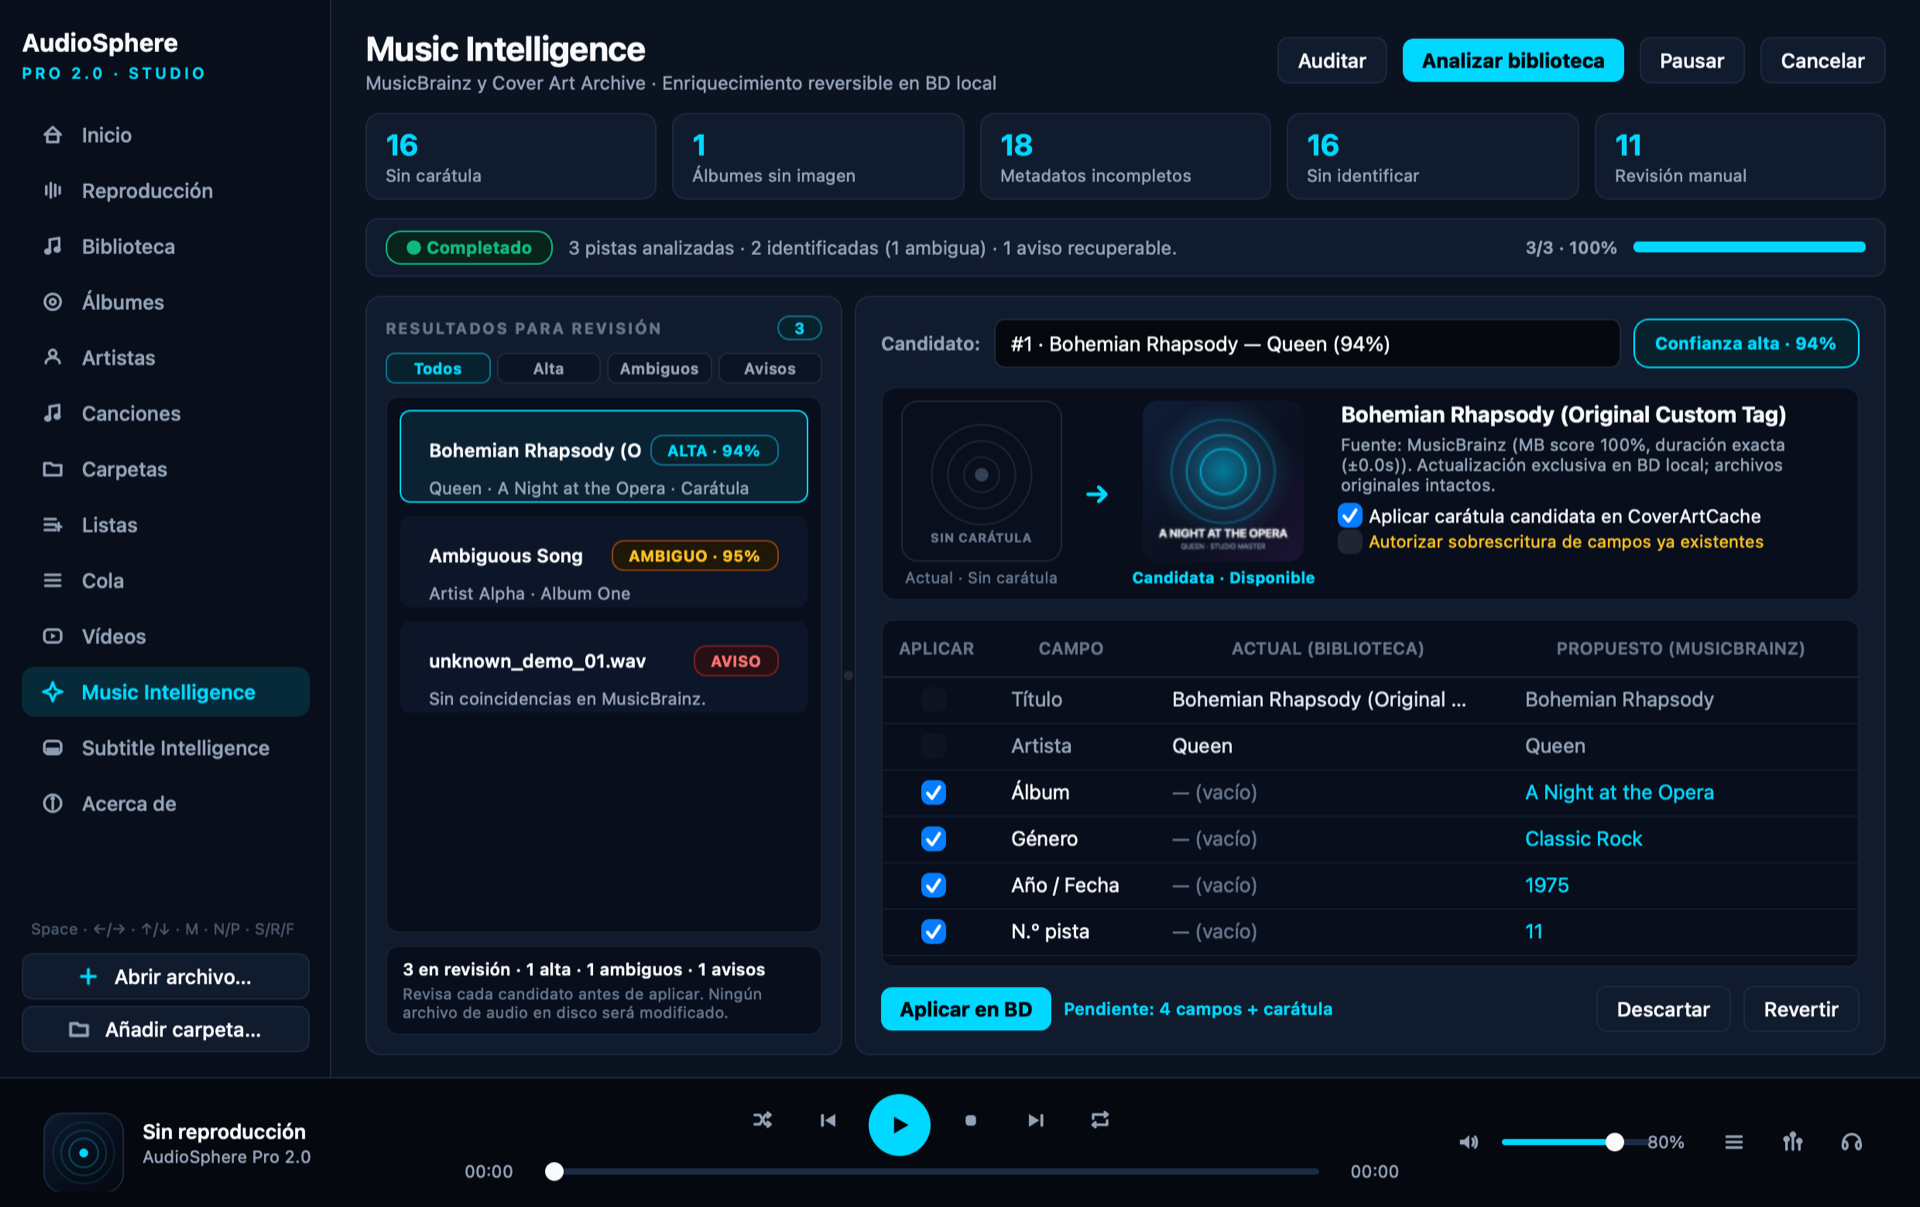 AudioSphere
PRO 2.0 · STUDIO
Inicio
Reproducción
Biblioteca
Álbumes
Artistas
Canciones
Carpetas
Listas
Cola
Vídeos
Music Intelligence
Subtitle Intelligence
Acerca de
Space · ←/→ · ↑/↓ · M · N/P · S/R/F
Abrir archivo...
Añadir carpeta...
Music Intelligence
MusicBrainz y Cover Art Archive · Enriquecimiento reversible en BD local
Auditar
Analizar biblioteca
Pausar
Cancelar
16
Sin carátula
1
Álbumes sin imagen
18
Metadatos incompletos
16
Sin identificar
11
Revisión manual
Completado
3 pistas analizadas · 2 identificadas (1 ambigua) · 1 aviso recuperable.
3/3 · 100%
RESULTADOS PARA REVISIÓN
3
Todos
Alta
Ambiguos
Avisos
Bohemian Rhapsody (O
ALTA · 94%
Queen · A Night at the Opera · Carátula
Ambiguous Song
AMBIGUO · 95%
Artist Alpha · Album One
unknown_demo_01.wav
AVISO
Sin coincidencias en MusicBrainz.
3 en revisión · 1 alta · 1 ambiguos · 1 avisos
Revisa cada candidato antes de aplicar. Ningún
archivo de audio en disco será modificado.
Candidato:
#1 · Bohemian Rhapsody — Queen (94%)
Confianza alta · 94%
SIN CARÁTULA
Actual · Sin carátula
A NIGHT AT THE OPERA
QUEEN · STUDIO MASTER
Candidata · Disponible
Bohemian Rhapsody (Original Custom Tag)
Fuente: MusicBrainz (MB score 100%, duración exacta
(±0.0s)). Actualización exclusiva en BD local; archivos
originales intactos.
Aplicar carátula candidata en CoverArtCache
Autorizar sobrescritura de campos ya existentes
APLICAR CAMPO ACTUAL (BIBLIOTECA) PROPUESTO (MUSICBRAINZ)
Título Bohemian Rhapsody (Original ... Bohemian Rhapsody
Artista Queen Queen
Álbum — (vacío) A Night at the Opera
Género — (vacío) Classic Rock
Año / Fecha — (vacío) 1975
N.º pista — (vacío) 11
Aplicar en BD
Pendiente: 4 campos + carátula
Descartar
Revertir
Sin reproducción
AudioSphere Pro 2.0
00:00
00:00
80%